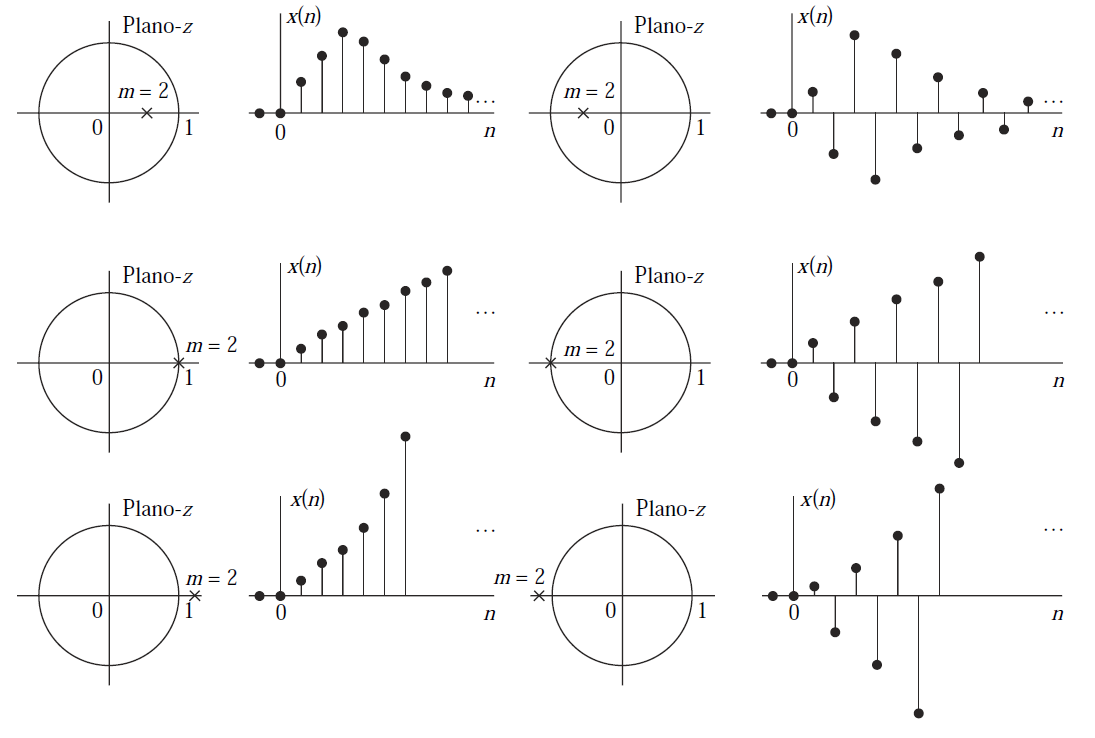 Plano-z x(n) Plano-z x(n)
m = 2 m = 2
0 1 0 n ... 0 1 0 n ...
Plano-z x(n) Plano-z x(n)
m = 2 ... m = 2 ...
0 1 0 n 0 1 0 n
Plano-z x(n) Plano-z x(n)
m = 2 ... m = 2 ...
0 1 0 n 0 1 0 n